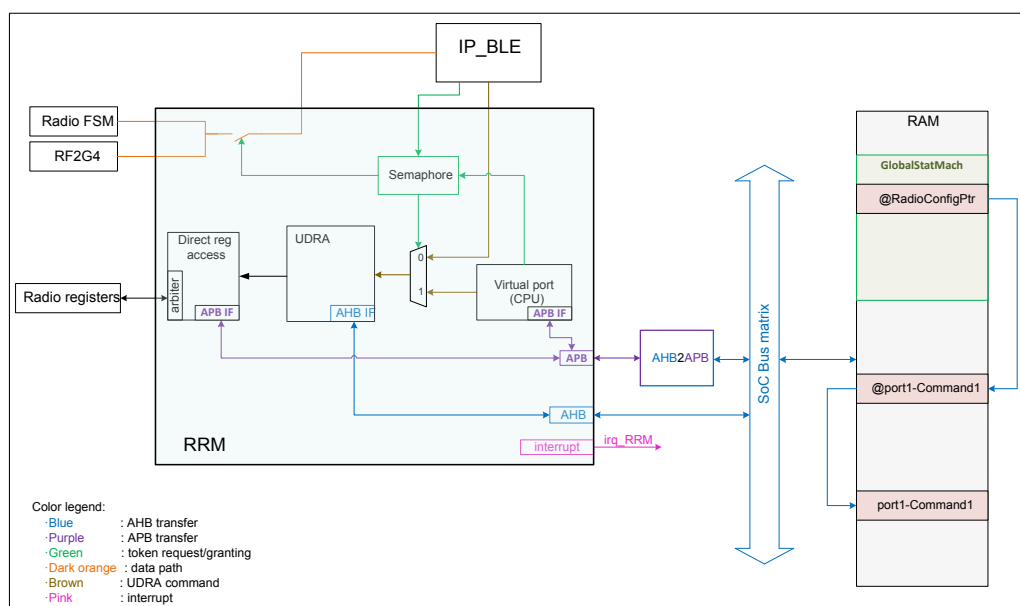 IP_BLE
Radio FSM
RF2G4
Semaphore
Direct reg
access
arbiter
APB IF
UDRA
AHB IF
0
1
Virtual port
(CPU)
APB IF
Radio registers
APB
AHB2APB
AHB
RRM
interrupt
irq_RRM
SoC Bus matrix
RAM
GlobalStatMach
@RadioConfigPtr
@port1-Command1
port1-Command1
Color legend:
·Blue : AHB transfer
·Purple : APB transfer
·Green : token request/granting
·Dark orange : data path
·Brown : UDRA command
·Pink : interrupt